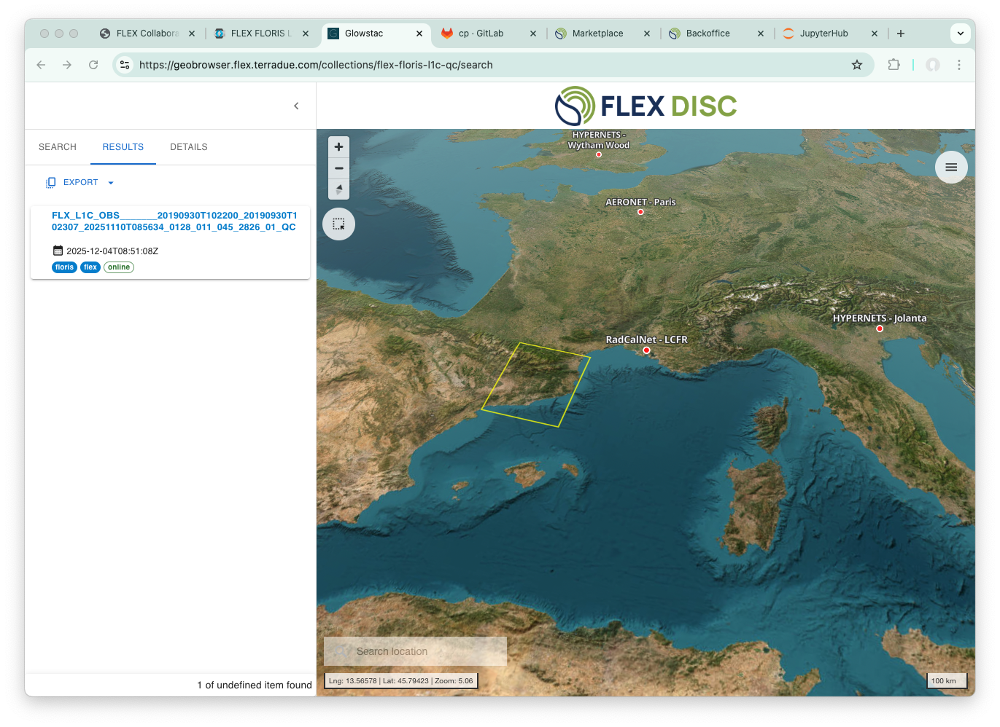 FLEX Collabora
FLEX FLORIS L
Glowstac
cp · GitLab
Marketplace
Backoffice
JupyterHub
https://geobrowser.flex.terradue.com/collections/flex-floris-l1c-qc/search
FLEX DISC
SEARCH
RESULTS
DETAILS
EXPORT
FLX_L1C_OBS_______20190930T102200_20190930T1
02307_20251110T085634_0128_011_045_2826_01_QC
2025-12-04T08:51:08Z
floris
flex
online
1 of undefined item found
HYPERNETS -
Wytham Wood
AERONET - Paris
HYPERNETS - Jolanta
RadCalNet - LCFR
Search location
Lng: 13.56578 | Lat: 45.79423 | Zoom: 5.06
100 km